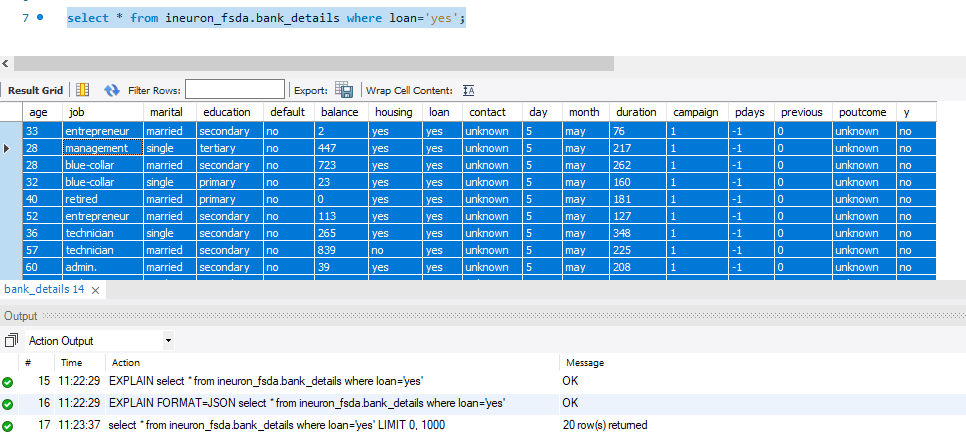 7 select * from ineuron_fsda.bank_details where loan='yes';
Result Grid Filter Rows: Export: Wrap Cell Content:
age job marital education default balance housing loan contact day month duration campaign pdays previous poutcome y
33 entrepreneur married secondary no 2 yes yes unknown 5 may 76 1 -1 0 unknown no
28 management single tertiary no 447 yes yes unknown 5 may 217 1 -1 0 unknown no
28 blue-collar married secondary no 723 yes yes unknown 5 may 262 1 -1 0 unknown no
32 blue-collar single primary no 23 yes yes unknown 5 may 160 1 -1 0 unknown no
40 retired married primary no 0 yes yes unknown 5 may 181 1 -1 0 unknown no
52 entrepreneur married secondary no 113 yes yes unknown 5 may 127 1 -1 0 unknown no
36 technician single secondary no 265 yes yes unknown 5 may 348 1 -1 0 unknown no
57 technician married secondary no 839 no yes unknown 5 may 225 1 -1 0 unknown no
60 admin. married secondary no 39 yes yes unknown 5 may 208 1 -1 0 unknown no
bank_details 14
Output
Action Output
# Time Action Message
15 11:22:29 EXPLAIN select * from ineuron_fsda.bank_details where loan='yes' OK
16 11:22:29 EXPLAIN FORMAT=JSON select * from ineuron_fsda.bank_details where loan='yes' OK
17 11:23:37 select * from ineuron_fsda.bank_details where loan='yes' LIMIT 0, 1000 20 row(s) returned